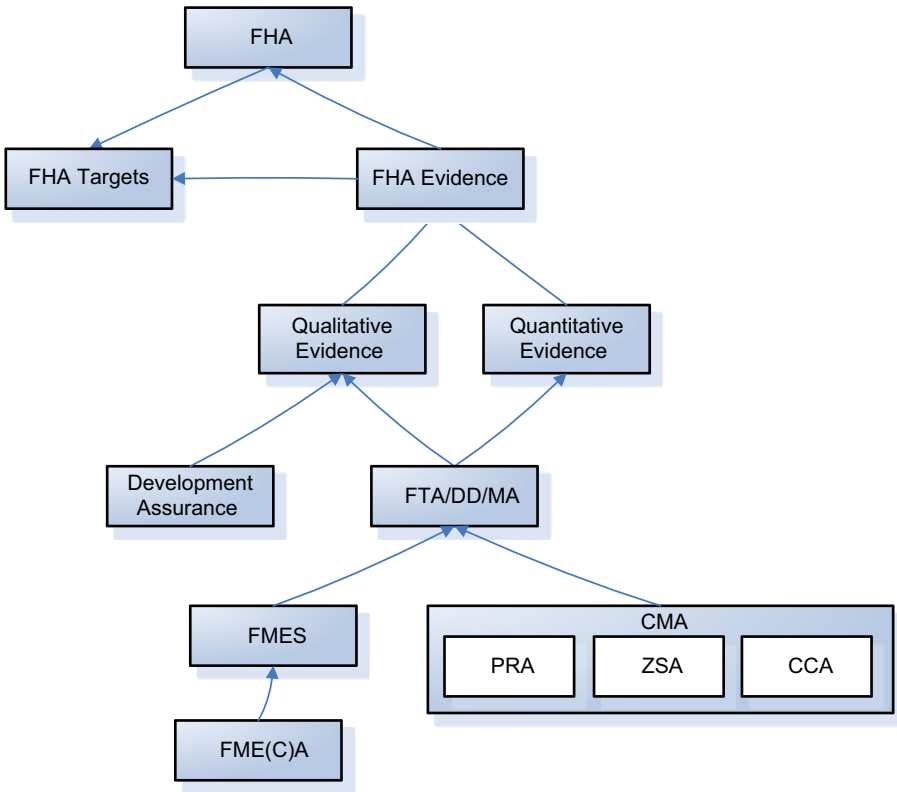 FHA
FHA Targets
FHA Evidence
Qualitative
Evidence
Quantitative
Evidence
Development
Assurance
FTA/DD/MA
FMES
CMA
PRA
ZSA
CCA
FME(C)A